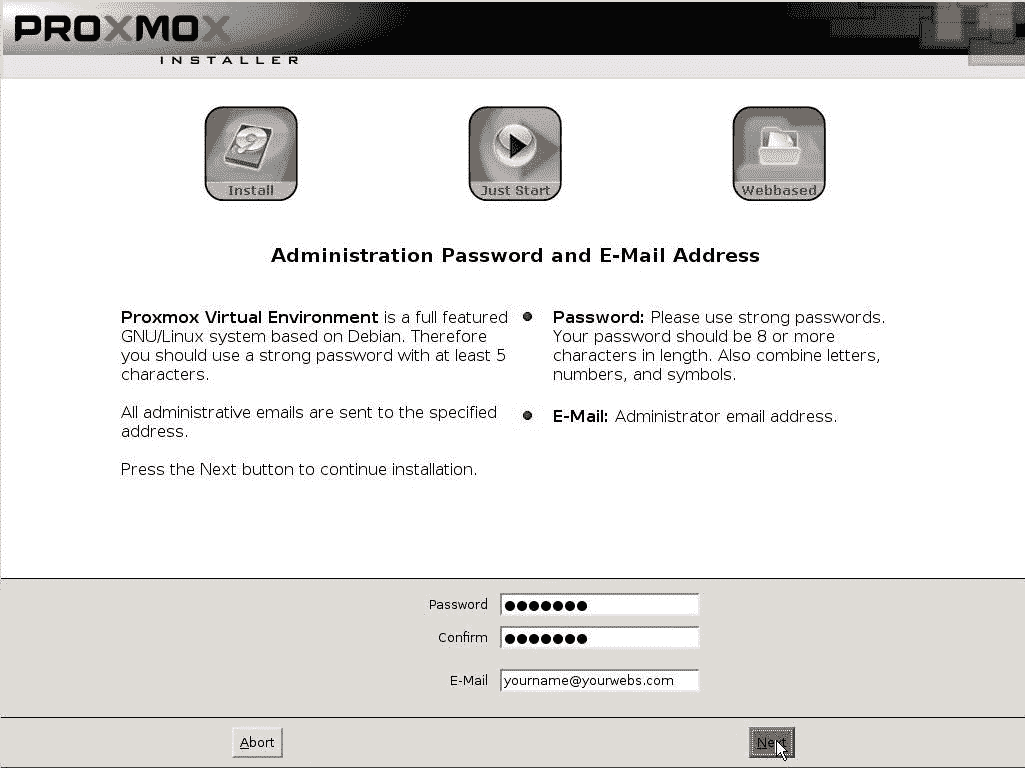 PROXMOX
INSTALLER
Install
Just Start
Webbased
Administration Password and E-Mail Address
Proxmox Virtual Environment is a full featured
GNU/Linux system based on Debian. Therefore
you should use a strong password with at least 5
characters.
All administrative emails are sent to the specified
address.
Press the Next button to continue installation.
Password: Please use strong passwords.
Your password should be 8 or more
characters in length. Also combine letters,
numbers, and symbols.
E-Mail: Administrator email address.
Password ●●●●●●●
Confirm ●●●●●●●
E-Mail yourname@yourwebs.com
Abort
Next